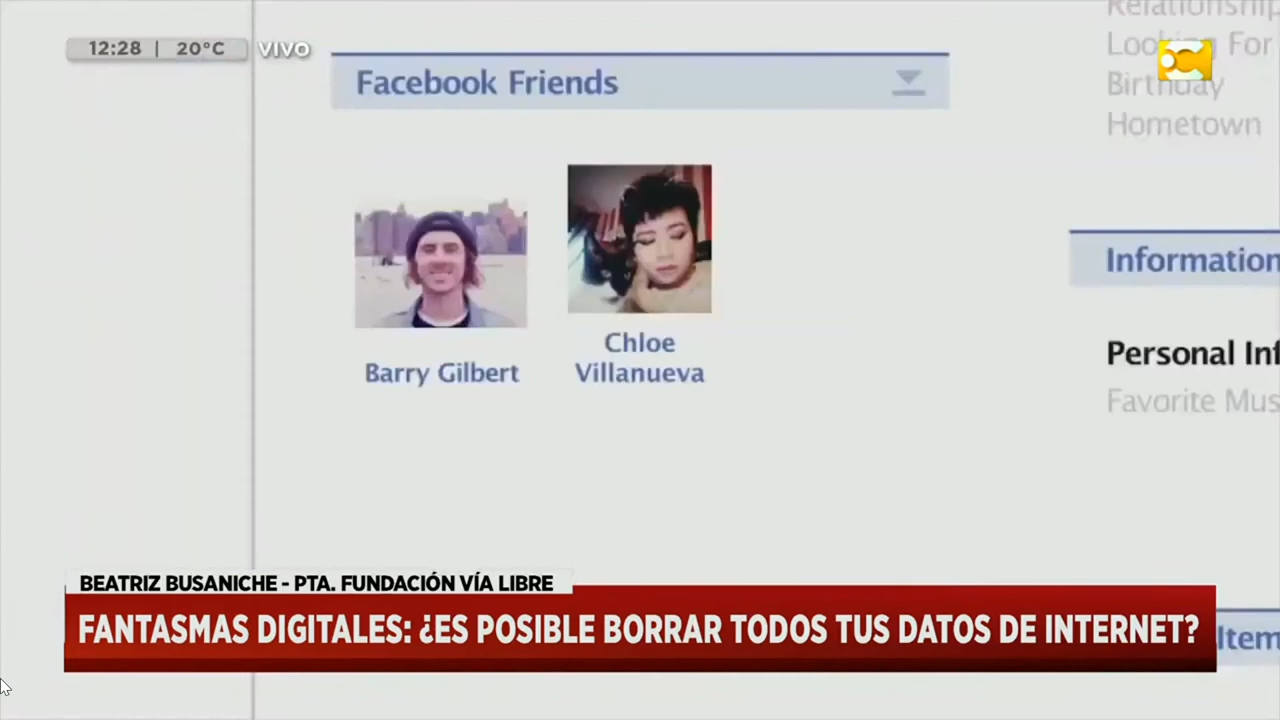 12:28 | 20°C VIVO
Relationship
Looking For
Birthday
Hometown
Facebook Friends
Barry Gilbert
Chloe
Villanueva
Information
Personal Inf
Favorite Mus
BEATRIZ BUSANICHE - PTA. FUNDACIÓN VÍA LIBRE
FANTASMAS DIGITALES: ¿ES POSIBLE BORRAR TODOS TUS DATOS DE INTERNET?
Item